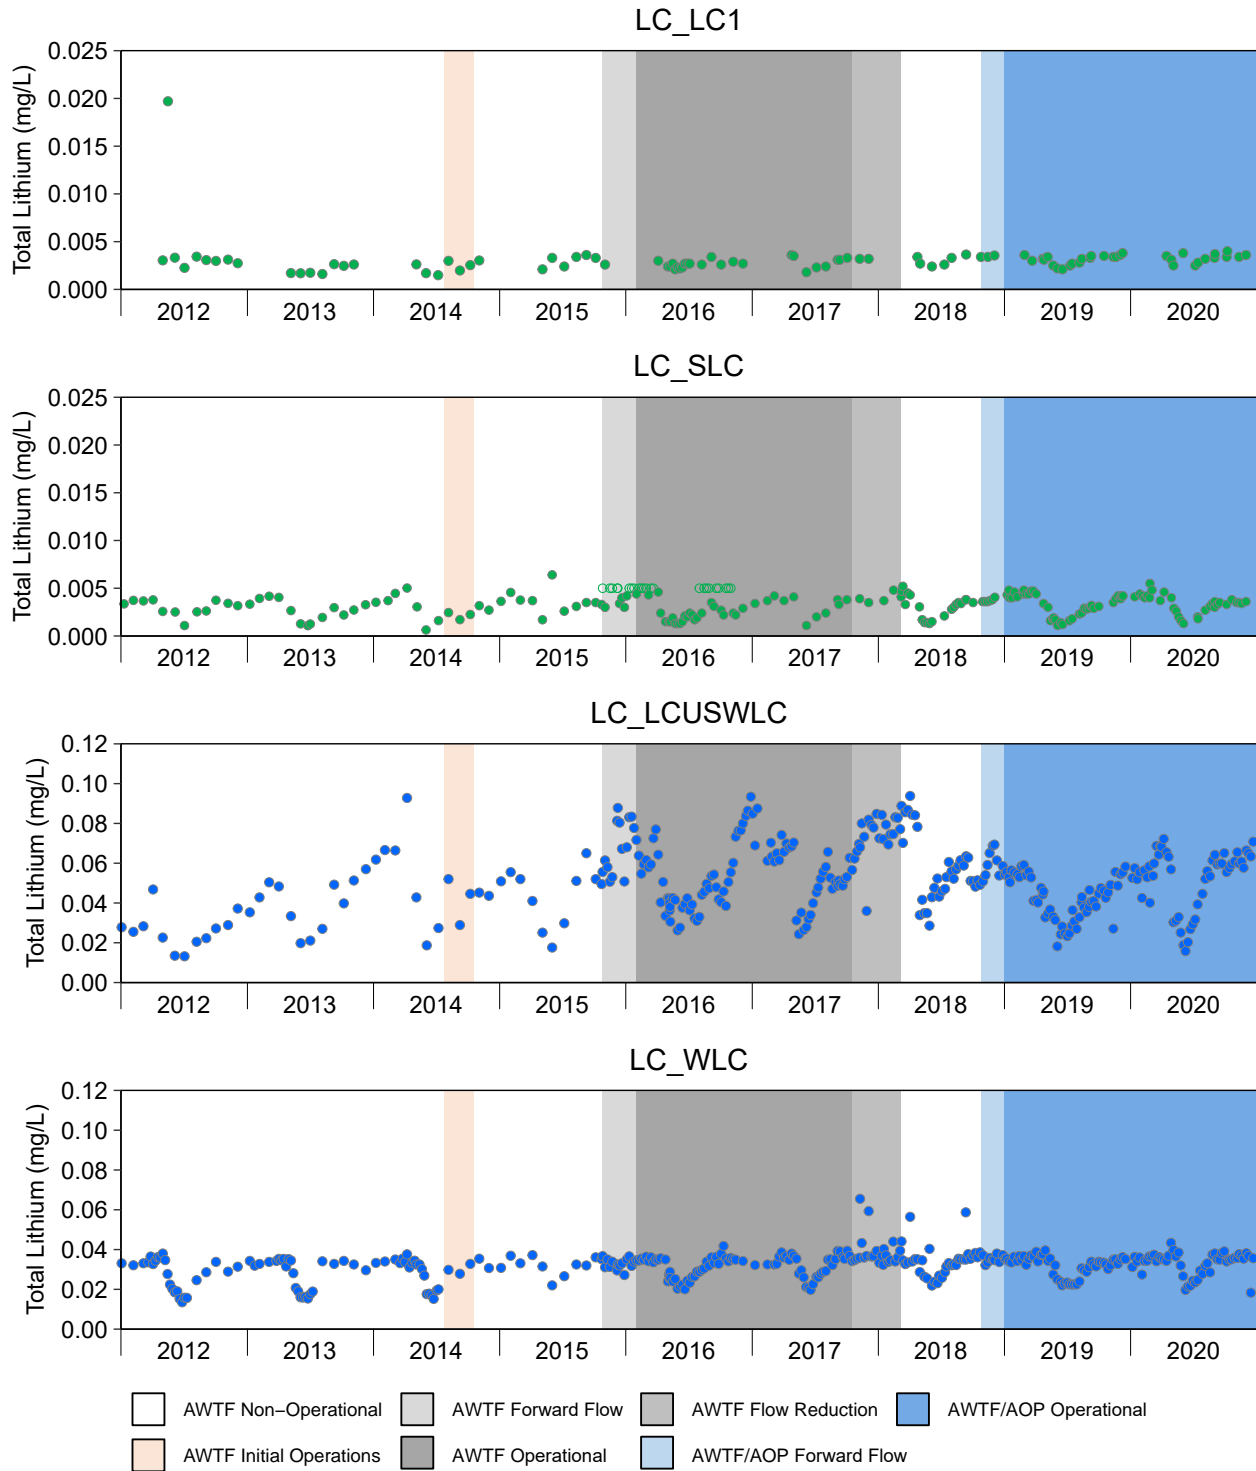 LC_LC1
Total Lithium (mg/L)
0.025
0.020
0.015
0.010
0.005
0.000
2012 2013 2014 2015 2016 2017 2018 2019 2020
LC_SLC
Total Lithium (mg/L)
0.025
0.020
0.015
0.010
0.005
0.000
2012 2013 2014 2015 2016 2017 2018 2019 2020
LC_LCUSWLC
Total Lithium (mg/L)
0.12
0.10
0.08
0.06
0.04
0.02
0.00
2012 2013 2014 2015 2016 2017 2018 2019 2020
LC_WLC
Total Lithium (mg/L)
0.12
0.10
0.08
0.06
0.04
0.02
0.00
2012 2013 2014 2015 2016 2017 2018 2019 2020
AWTF Non−Operational AWTF Forward Flow AWTF Flow Reduction AWTF/AOP Operational
AWTF Initial Operations AWTF Operational AWTF/AOP Forward Flow